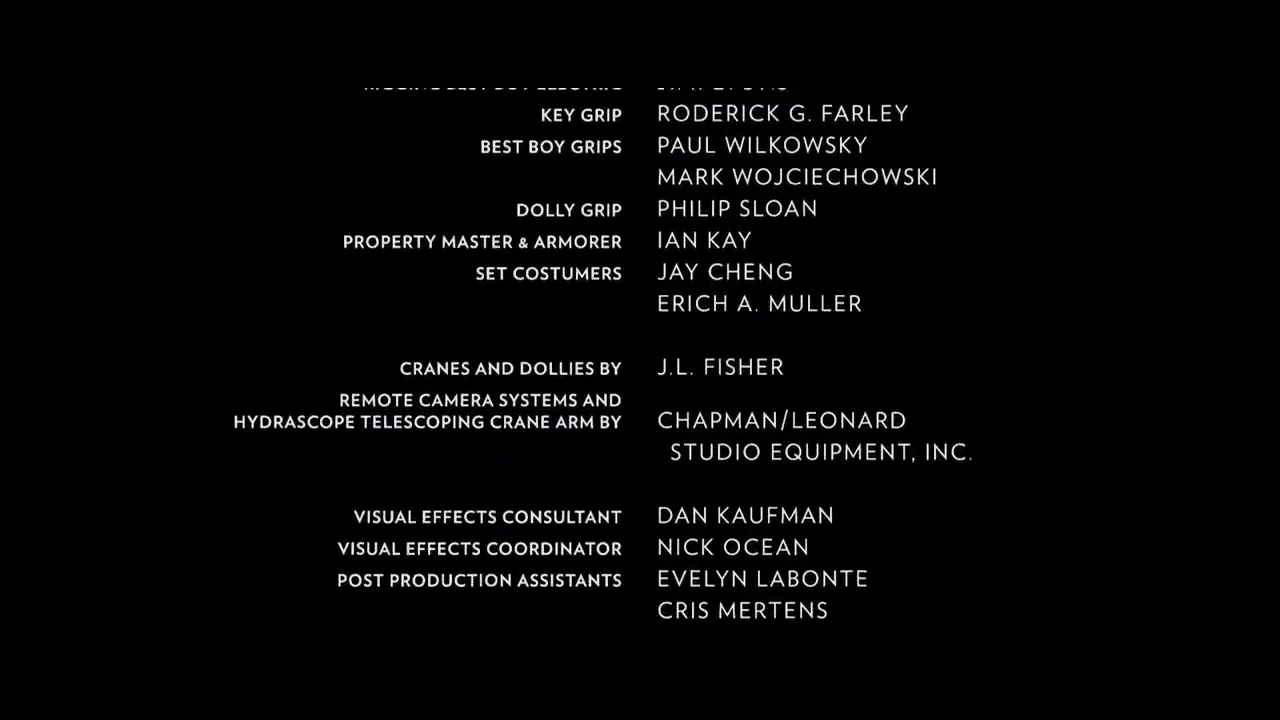 KEY GRIP RODERICK G. FARLEY
BEST BOY GRIPS PAUL WILKOWSKY
MARK WOJCIECHOWSKI
DOLLY GRIP PHILIP SLOAN
PROPERTY MASTER & ARMORER IAN KAY
SET COSTUMERS JAY CHENG
ERICH A. MULLER
CRANES AND DOLLIES BY J.L. FISHER
REMOTE CAMERA SYSTEMS AND
HYDRASCOPE TELESCOPING CRANE ARM BY CHAPMAN/LEONARD
STUDIO EQUIPMENT, INC.
VISUAL EFFECTS CONSULTANT DAN KAUFMAN
VISUAL EFFECTS COORDINATOR NICK OCEAN
POST PRODUCTION ASSISTANTS EVELYN LABONTE
CRIS MERTENS